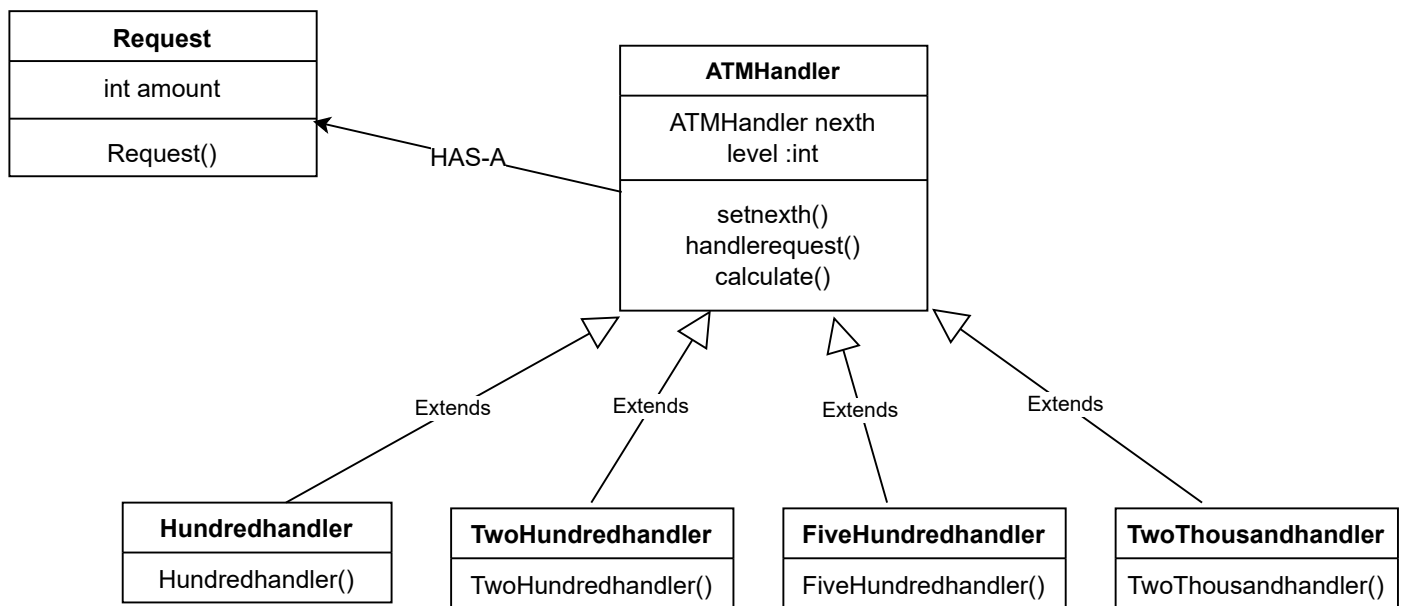 Request
int amount
Request()
HAS-A
ATMHandler
ATMHandler nexth
level :int
setnexth()
handlerequest()
calculate()
Extends
Extends
Extends
Extends
Hundredhandler
Hundredhandler()
TwoHundredhandler
TwoHundredhandler()
FiveHundredhandler
FiveHundredhandler()
TwoThousandhandler
TwoThousandhandler()